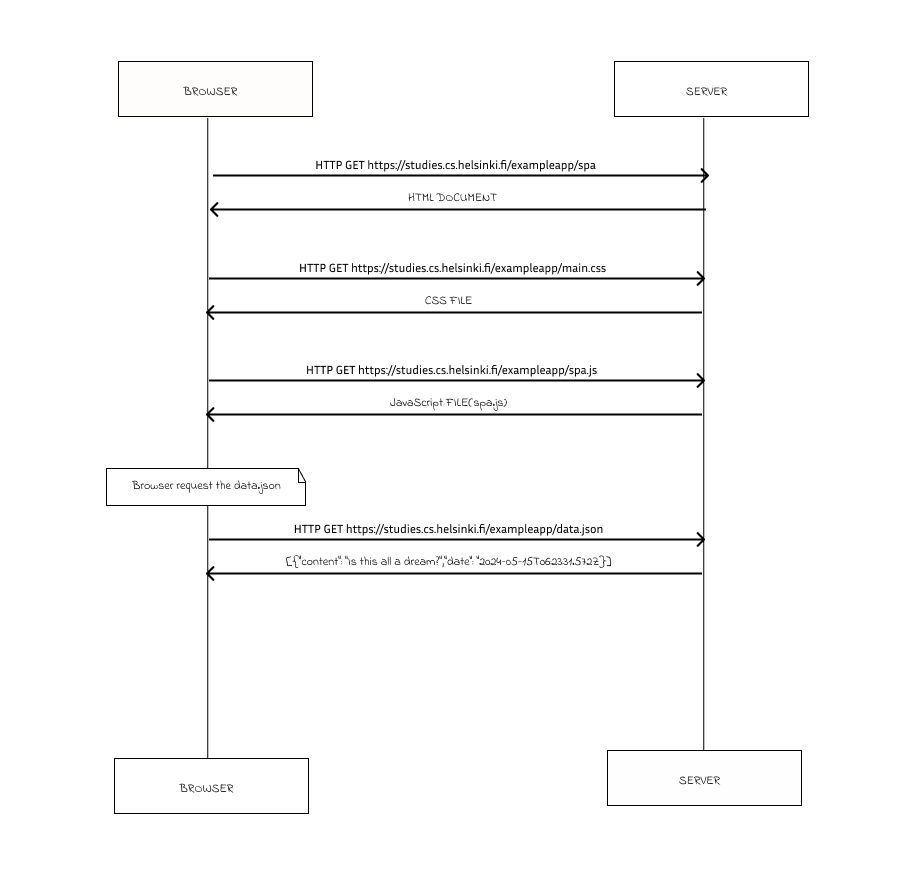 BROWSER
SERVER
HTTP GET https://studies.cs.helsinki.fi/exampleapp/spa
HTML DOCUMENT
HTTP GET https://studies.cs.helsinki.fi/exampleapp/main.css
CSS FILE
HTTP GET https://studies.cs.helsinki.fi/exampleapp/spa.js
JavaScript FILE(spa.js)
Browser request the data.json
HTTP GET https://studies.cs.helsinki.fi/exampleapp/data.json
[{"content": "is this all a dream?","date": "2024-05-15T06:23:31.572Z}]
BROWSER
SERVER